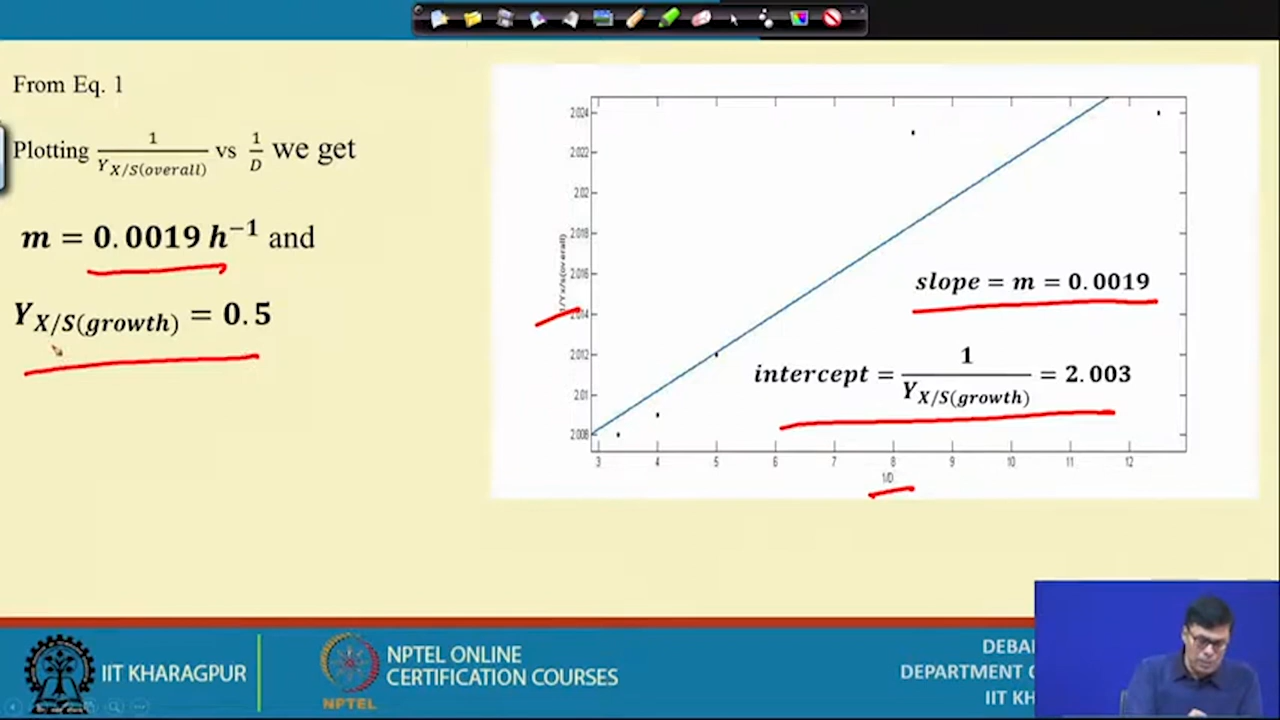 From Eq. 1
Plotting 1/Y X/S(overall) vs 1/D we get
m = 0.0019 h⁻¹ and
Y X/S(growth) = 0.5
2.024
2.022
2.02
2.018
2.016
2.014
2.012
2.01
2.008
3 4 5 6 7 8 9 10 11 12
1/D
slope = m = 0.0019
intercept = 1/Y X/S(growth) = 2.003
IIT KHARAGPUR
NPTEL
NPTEL ONLINE
CERTIFICATION COURSES
DEBA
DEPARTMENT
IIT KH